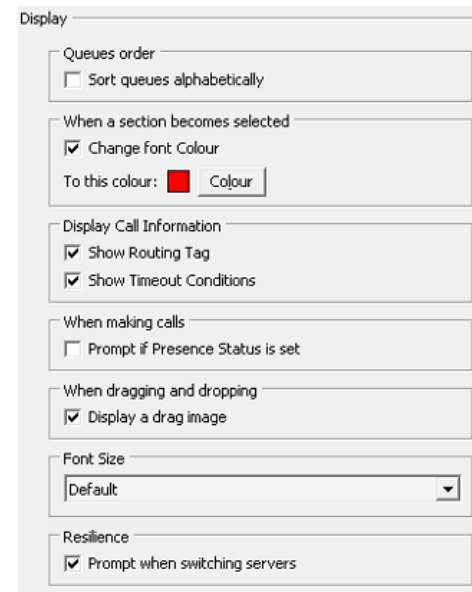 Display
Queues order
Sort queues alphabetically
When a section becomes selected
Change font Colour
To this colour: Colour
Display Call Information
Show Routing Tag
Show Timeout Conditions
When making calls
Prompt if Presence Status is set
When dragging and dropping
Display a drag image
Font Size
Default
Resilience
Prompt when switching servers